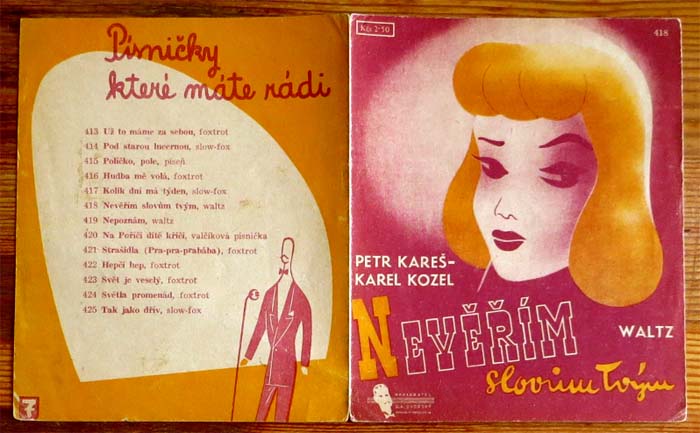 Písničky
které máte rádi
413 Už to máme za sebou, foxtrot
414 Pod starou lucernou, slow-fox
415 Políčko, pole, píseň
416 Hudba mě volá, foxtrot
417 Kolik dní má týden, slow-fox
418 Nevěřím slovům tvým, waltz
419 Nepoznám, waltz
420 Na Poříčí dítě křičí, valčíková písnička
421 Strašidla (Pra-pra-prabába), foxtrot
422 Hepčí hep, foxtrot
423 Svět je veselý, foxtrot
424 Světla promenád, foxtrot
425 Tak jako dřív, slow-fox
Kčs 2·50
418
PETR KAREŠ-
KAREL KOZEL
NEVĚŘÍM
WALTZ
slovům Tvým